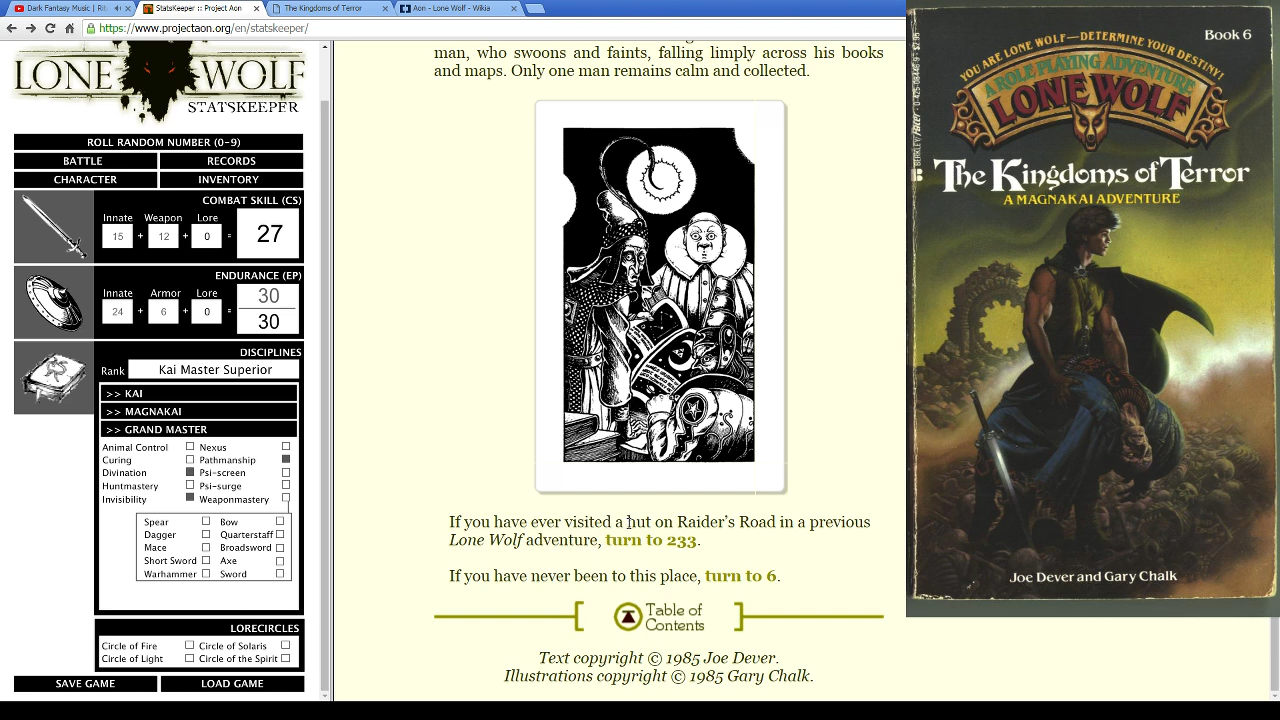 Dark Fantasy Music | Rib
StatsKeeper :: Project Aon
The Kingdoms of Terror
Aon - Lone Wolf - Wikia
https://www.projectaon.org/en/statskeeper/
LONE WOLF
STATSKEEPER
ROLL RANDOM NUMBER (0-9)
BATTLE RECORDS
CHARACTER INVENTORY
COMBAT SKILL (CS)
Innate Weapon Lore
15 + 12 + 0 = 27
ENDURANCE (EP)
Innate Armor Lore 30
24 + 6 + 0 = 30
DISCIPLINES
Rank Kai Master Superior
>> KAI
>> MAGNAKAI
>> GRAND MASTER
Animal Control Nexus
Curing Pathmanship
Divination Psi-screen
Huntmastery Psi-surge
Invisibility Weaponmastery
Spear Bow
Dagger Quarterstaff
Mace Broadsword
Short Sword Axe
Warhammer Sword
LORECIRCLES
Circle of Fire Circle of Solaris
Circle of Light Circle of the Spirit
SAVE GAME LOAD GAME
man, who swoons and faints, falling limply across his books
and maps. Only one man remains calm and collected.
If you have ever visited a hut on Raider's Road in a previous
Lone Wolf adventure, turn to 233.
If you have never been to this place, turn to 6.
Table of
Contents
Text copyright © 1985 Joe Dever.
Illustrations copyright © 1985 Gary Chalk.
Book 6
YOU ARE LONE WOLF—DETERMINE YOUR DESTINY!
A ROLE PLAYING ADVENTURE
LONE WOLF
The Kingdoms of Terror
A MAGNAKAI ADVENTURE
Joe Dever and Gary Chalk